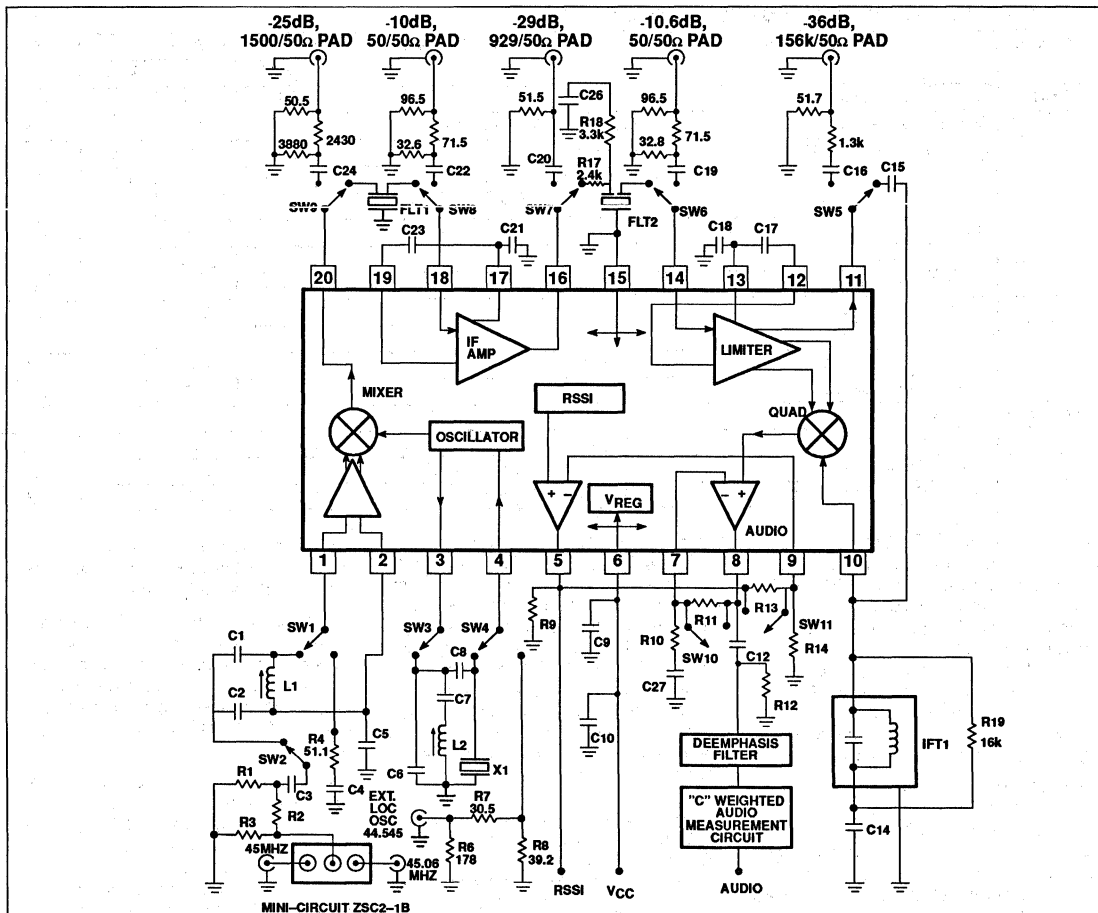 -25dB, -10dB, -29dB, -10.6dB, -36dB,
1500/50Ω PAD 50/50Ω PAD 929/50Ω PAD 50/50Ω PAD 156k/50Ω PAD
50.5 96.5 51.5 C26 96.5 51.7
R18
3.3k
2430 71.5 71.5 1.3k
3880 32.6 32.8
C24 C22 C20 R17 C19 C16 C15
2.4k
SW9 FLT1 SW8 SW7 FLT2 SW6 SW5
C23 C21 C18 C17
20 19 18 17 16 15 14 13 12 11
IF
AMP
LIMITER
MIXER
RSSI
QUAD
OSCILLATOR
+ − VREG − +
AUDIO
1 2 3 4 5 6 7 8 9 10
SW1 SW3 SW4 R9 C9 R10 R11 R13 SW11
C1 C8 SW10 C12 R14
L1 C7 C27 R12
C2 R4 C5 L2 C10 R19
51.1 16k
SW2 C6 X1 IFT1
R1 C3 C4
R2
DEEMPHASIS
FILTER
EXT.
LOC
OSC
44.545
R7
30.5
"C" WEIGHTED
AUDIO
MEASUREMENT
CIRCUIT
C14
R3 R6 R8
178 39.2
45MHZ 45.06
MHZ
RSSI VCC AUDIO
MINI-CIRCUIT ZSC2-1B